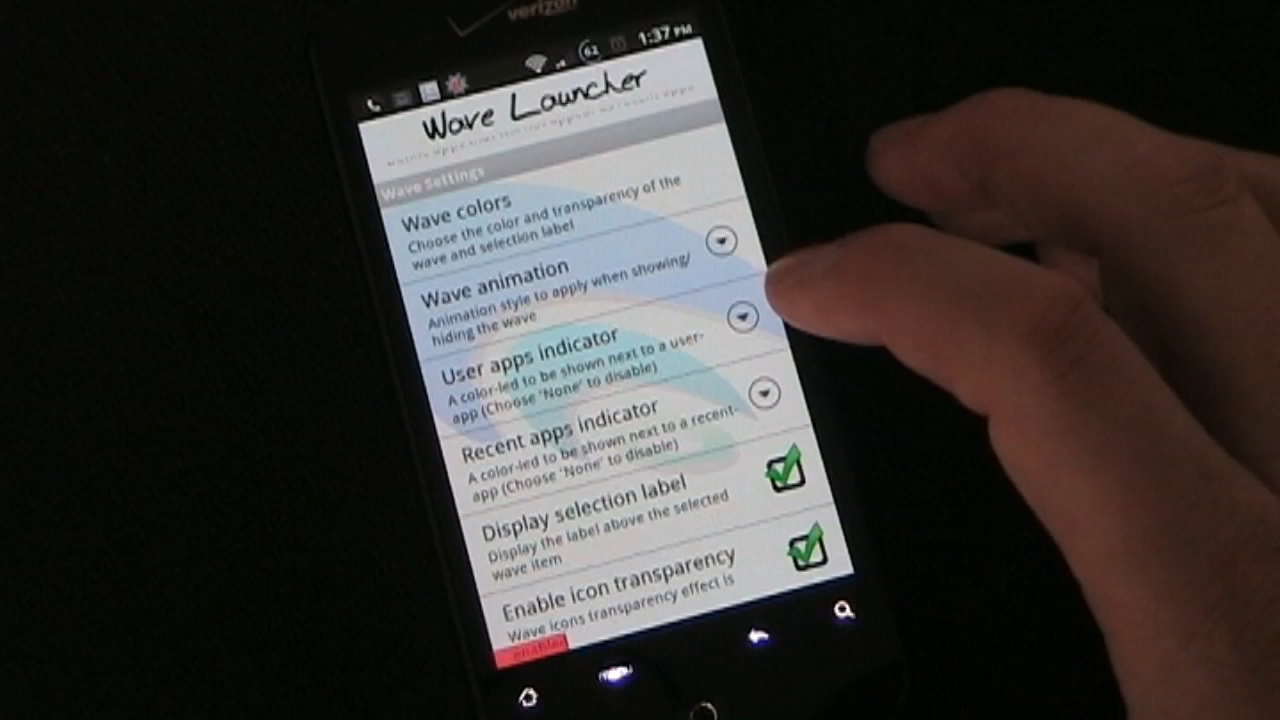 verizon
62 1:37 PM
Wave Launcher
Wave Settings
Wave colors
Choose the color and transparency of the
wave and selection label
Wave animation
Animation style to apply when showing/
hiding the wave
User apps indicator
A color-led to be shown next to a user-
app (Choose 'None' to disable)
Recent apps indicator
A color-led to be shown next to a recent-
app (Choose 'None' to disable)
Display selection label
Display the label above the selected
wave item
Enable icon transparency
Wave icons transparency effect is
enabled
menu